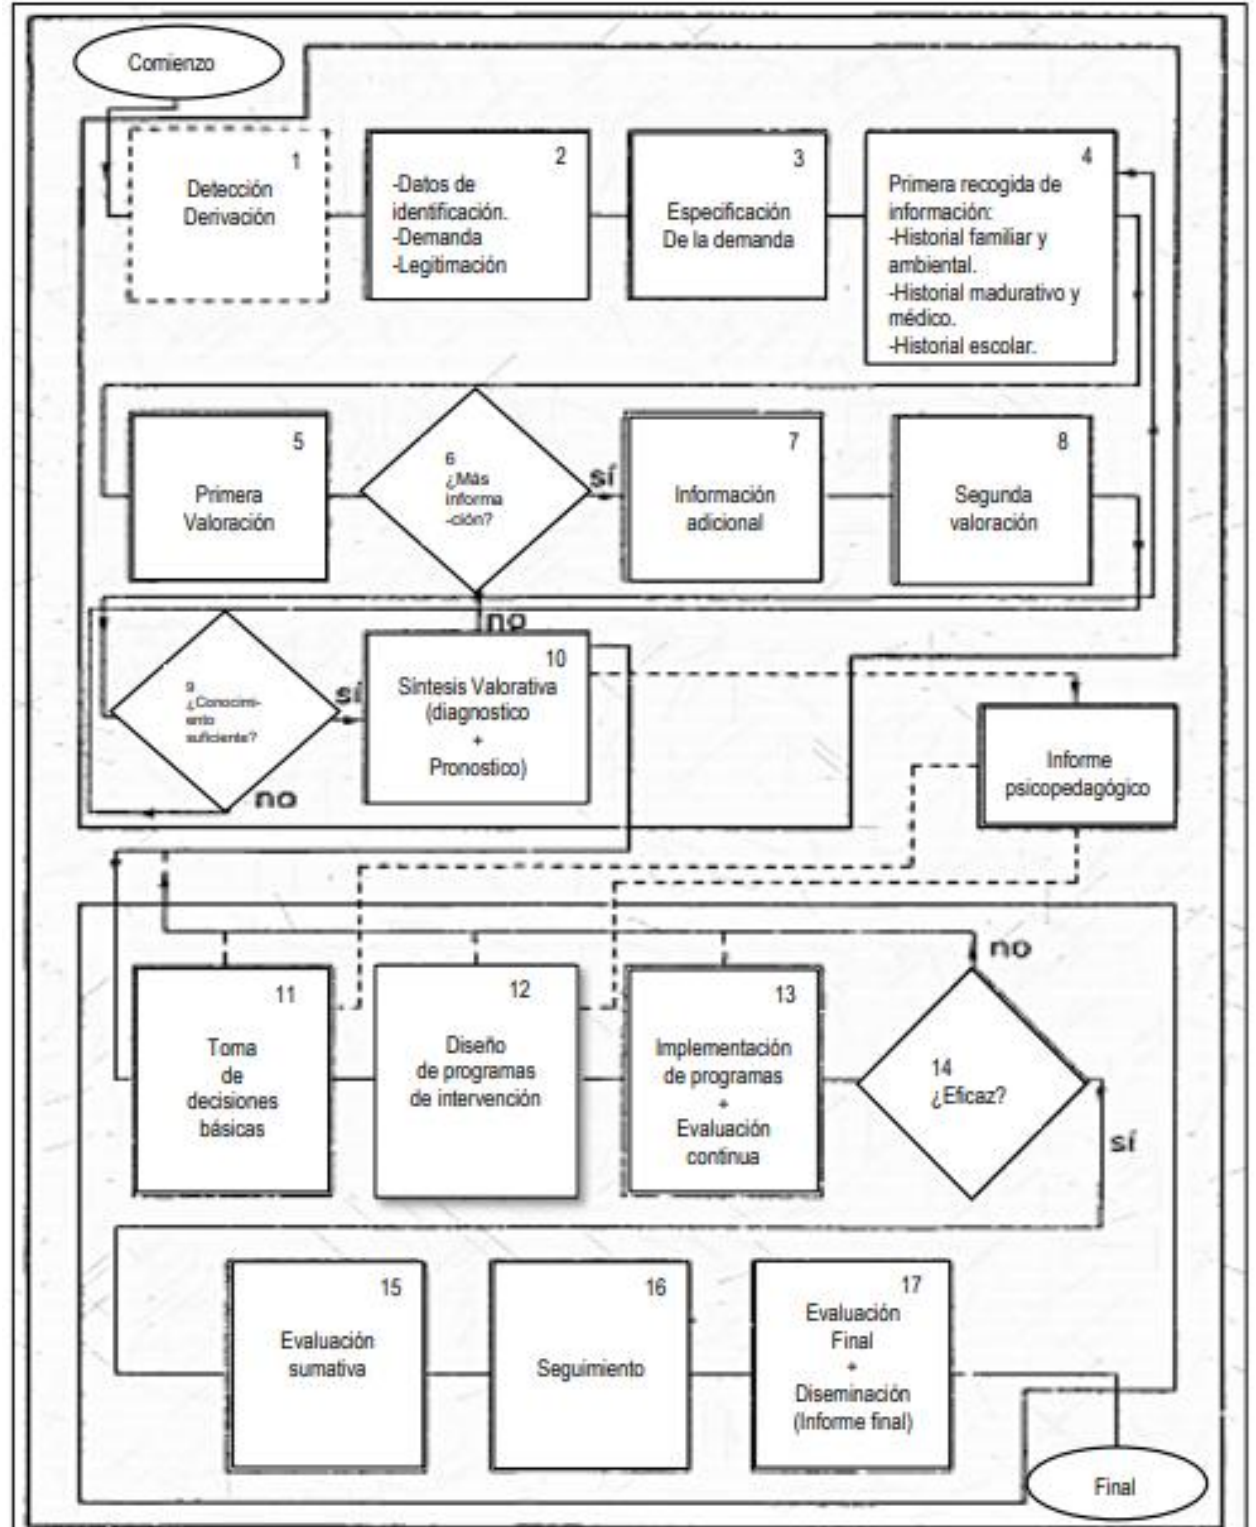 Comienzo
1
Detección
Derivación
2
-Datos de
identificación.
-Demanda
-Legitimación
3
Especificación
De la demanda
4
Primera recogida de
información:
-Historial familiar y
ambiental.
-Historial madurativo y
médico.
-Historial escolar.
5
Primera
Valoración
6
¿Más
informa
-ción?
sí
no
7
Información
adicional
8
Segunda
valoración
9
¿Conocimi-
ento
suficiente?
sí
no
10
Síntesis Valorativa
(diagnostico
+
Pronostico)
Informe
psicopedagógico
11
Toma
de
decisiones
básicas
12
Diseño
de programas
de intervención
13
Implementación
de programas
+
Evaluación
continua
no
14
¿Eficaz?
sí
15
Evaluación
sumativa
16
Seguimiento
17
Evaluación
Final
+
Diseminación
(Informe final)
Final